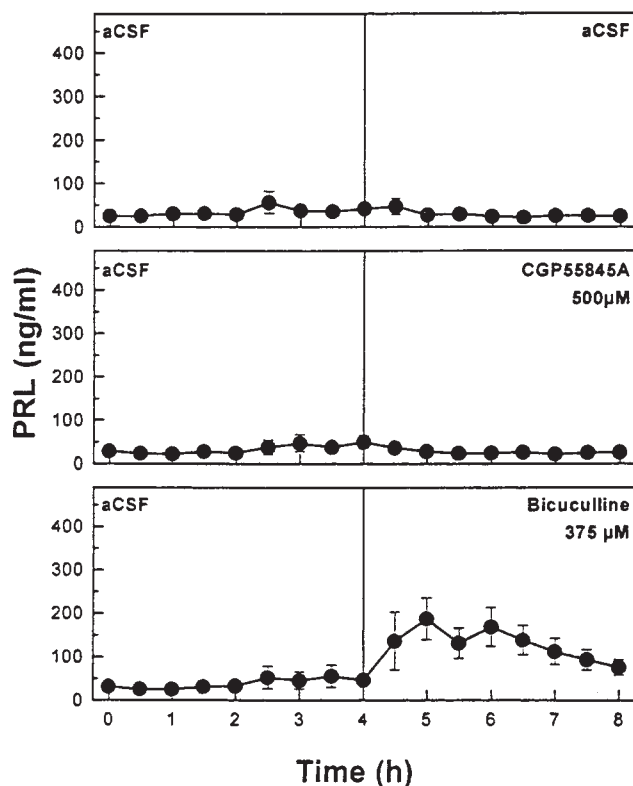 aCSF aCSF
400
300
200
100
0
PRL (ng/ml)
aCSF CGP55845A
500µM
400
300
200
100
0
aCSF Bicuculline
375 µM
400
300
200
100
0
0 1 2 3 4 5 6 7 8
Time (h)